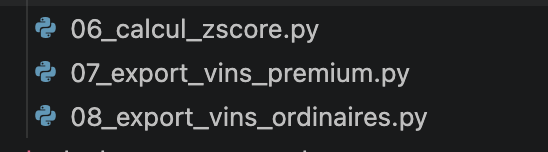 06_calcul_zscore.py
07_export_vins_premium.py
08_export_vins_ordinaires.py